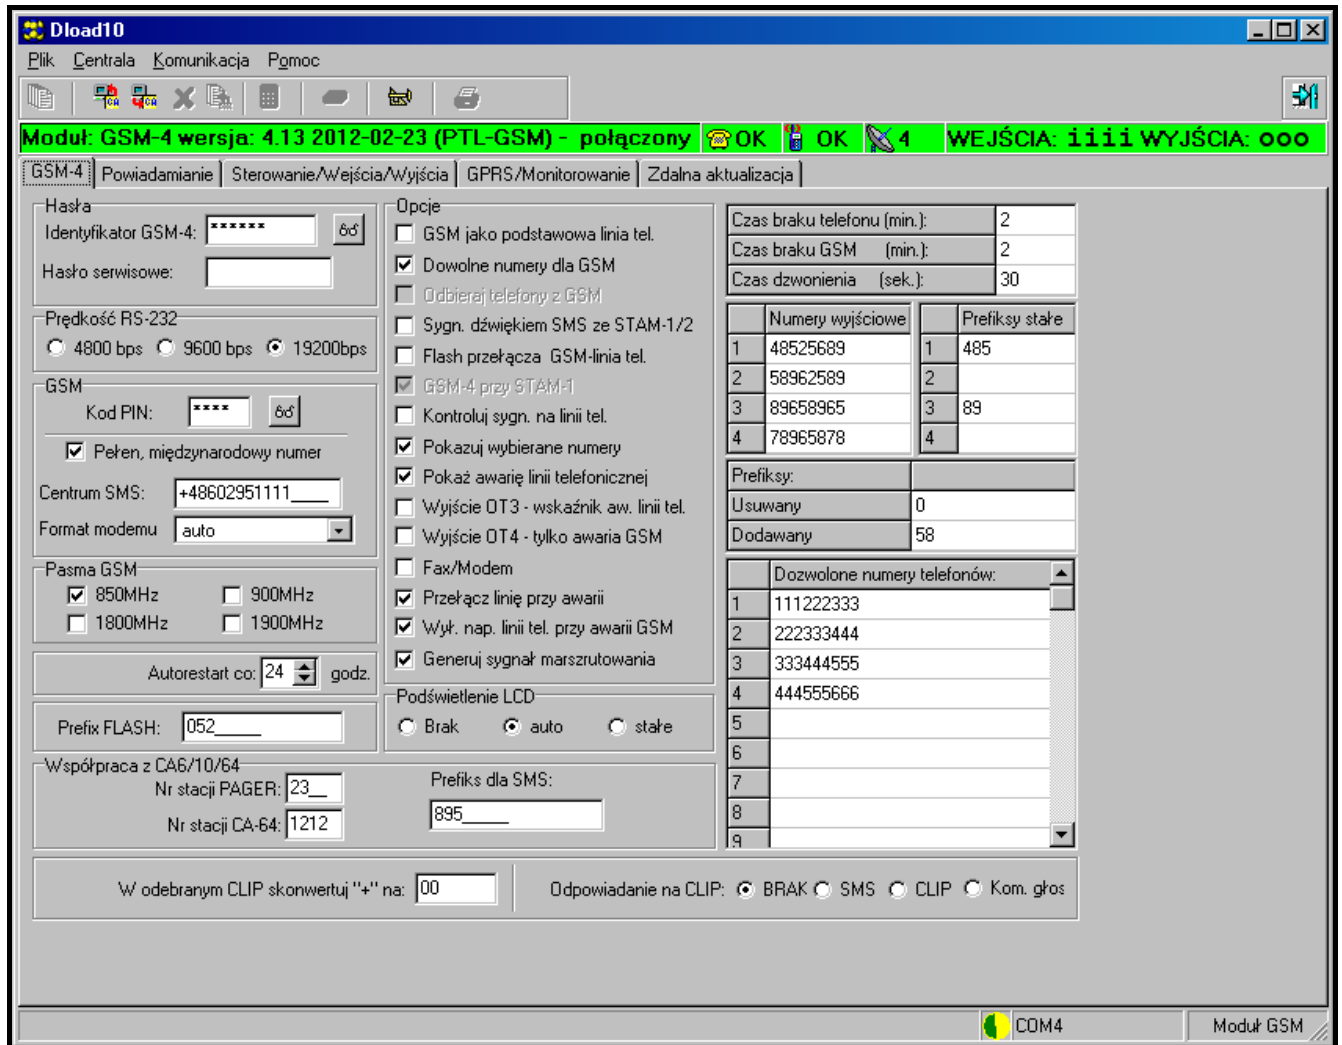 Dload10
Plik Centrala Komunikacja Pomoc
Moduł: GSM-4 wersja: 4.13 2012-02-23 (PTL-GSM) - połączony OK OK 4 WEJŚCIA: iiii WYJŚCIA: ooo
GSM-4 Powiadamianie Sterowanie/Wejścia/Wyjścia GPRS/Monitorowanie Zdalna aktualizacja
Hasła
Identyfikator GSM-4: ******
Hasło serwisowe:
Prędkość RS-232
4800 bps 9600 bps 19200bps
GSM
Kod PIN: ****
Pełen, międzynarodowy numer
Centrum SMS: +48602951111____
Format modemu auto
Pasma GSM
850MHz 900MHz
1800MHz 1900MHz
Autorestart co: 24 godz.
Prefix FLASH: 052_____
Opcje
GSM jako podstawowa linia tel.
Dowolne numery dla GSM
Odbieraj telefony z GSM
Sygn. dźwiękiem SMS ze STAM-1/2
Flash przełącza GSM-linia tel.
GSM-4 przy STAM-1
Kontroluj sygn. na linii tel.
Pokazuj wybierane numery
Pokaż awarię linii telefonicznej
Wyjście OT3 - wskaźnik aw. linii tel.
Wyjście OT4 - tylko awaria GSM
Fax/Modem
Przełącz linię przy awarii
Wył. nap. linii tel. przy awarii GSM
Generuj sygnał marszrutowania
Podświetlenie LCD
Brak auto stałe
Współpraca z CA6/10/64
Nr stacji PAGER: 23__
Nr stacji CA-64: 1212
Prefiks dla SMS:
895_____
Czas braku telefonu (min.): 2
Czas braku GSM (min.): 2
Czas dzwonienia (sek.): 30
Numery wyjściowe
1 48525689
2 58962589
3 89658965
4 78965878
Prefiksy stałe
1 485
2
3 89
4
Prefiksy:
Usuwany 0
Dodawany 58
Dozwolone numery telefonów:
1 111222333
2 222333444
3 333444555
4 444555666
5
6
7
8
9
W odebranym CLIP skonwertuj "+" na: 00
Odpowiadanie na CLIP: BRAK SMS CLIP Kom. głos
COM4 Moduł GSM